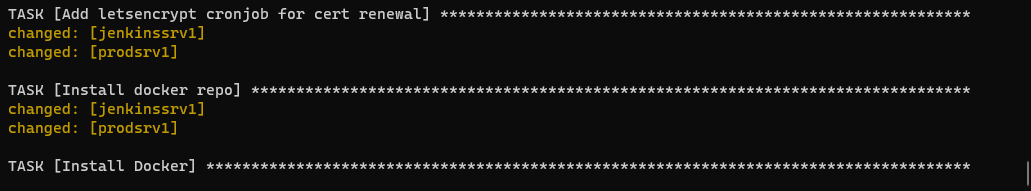 TASK [Add letsencrypt cronjob for cert renewal] ***********************************************************
changed: [jenkinssrv1]
changed: [prodsrv1]
TASK [Install docker repo] ********************************************************************************
changed: [jenkinssrv1]
changed: [prodsrv1]
TASK [Install Docker] *************************************************************************************